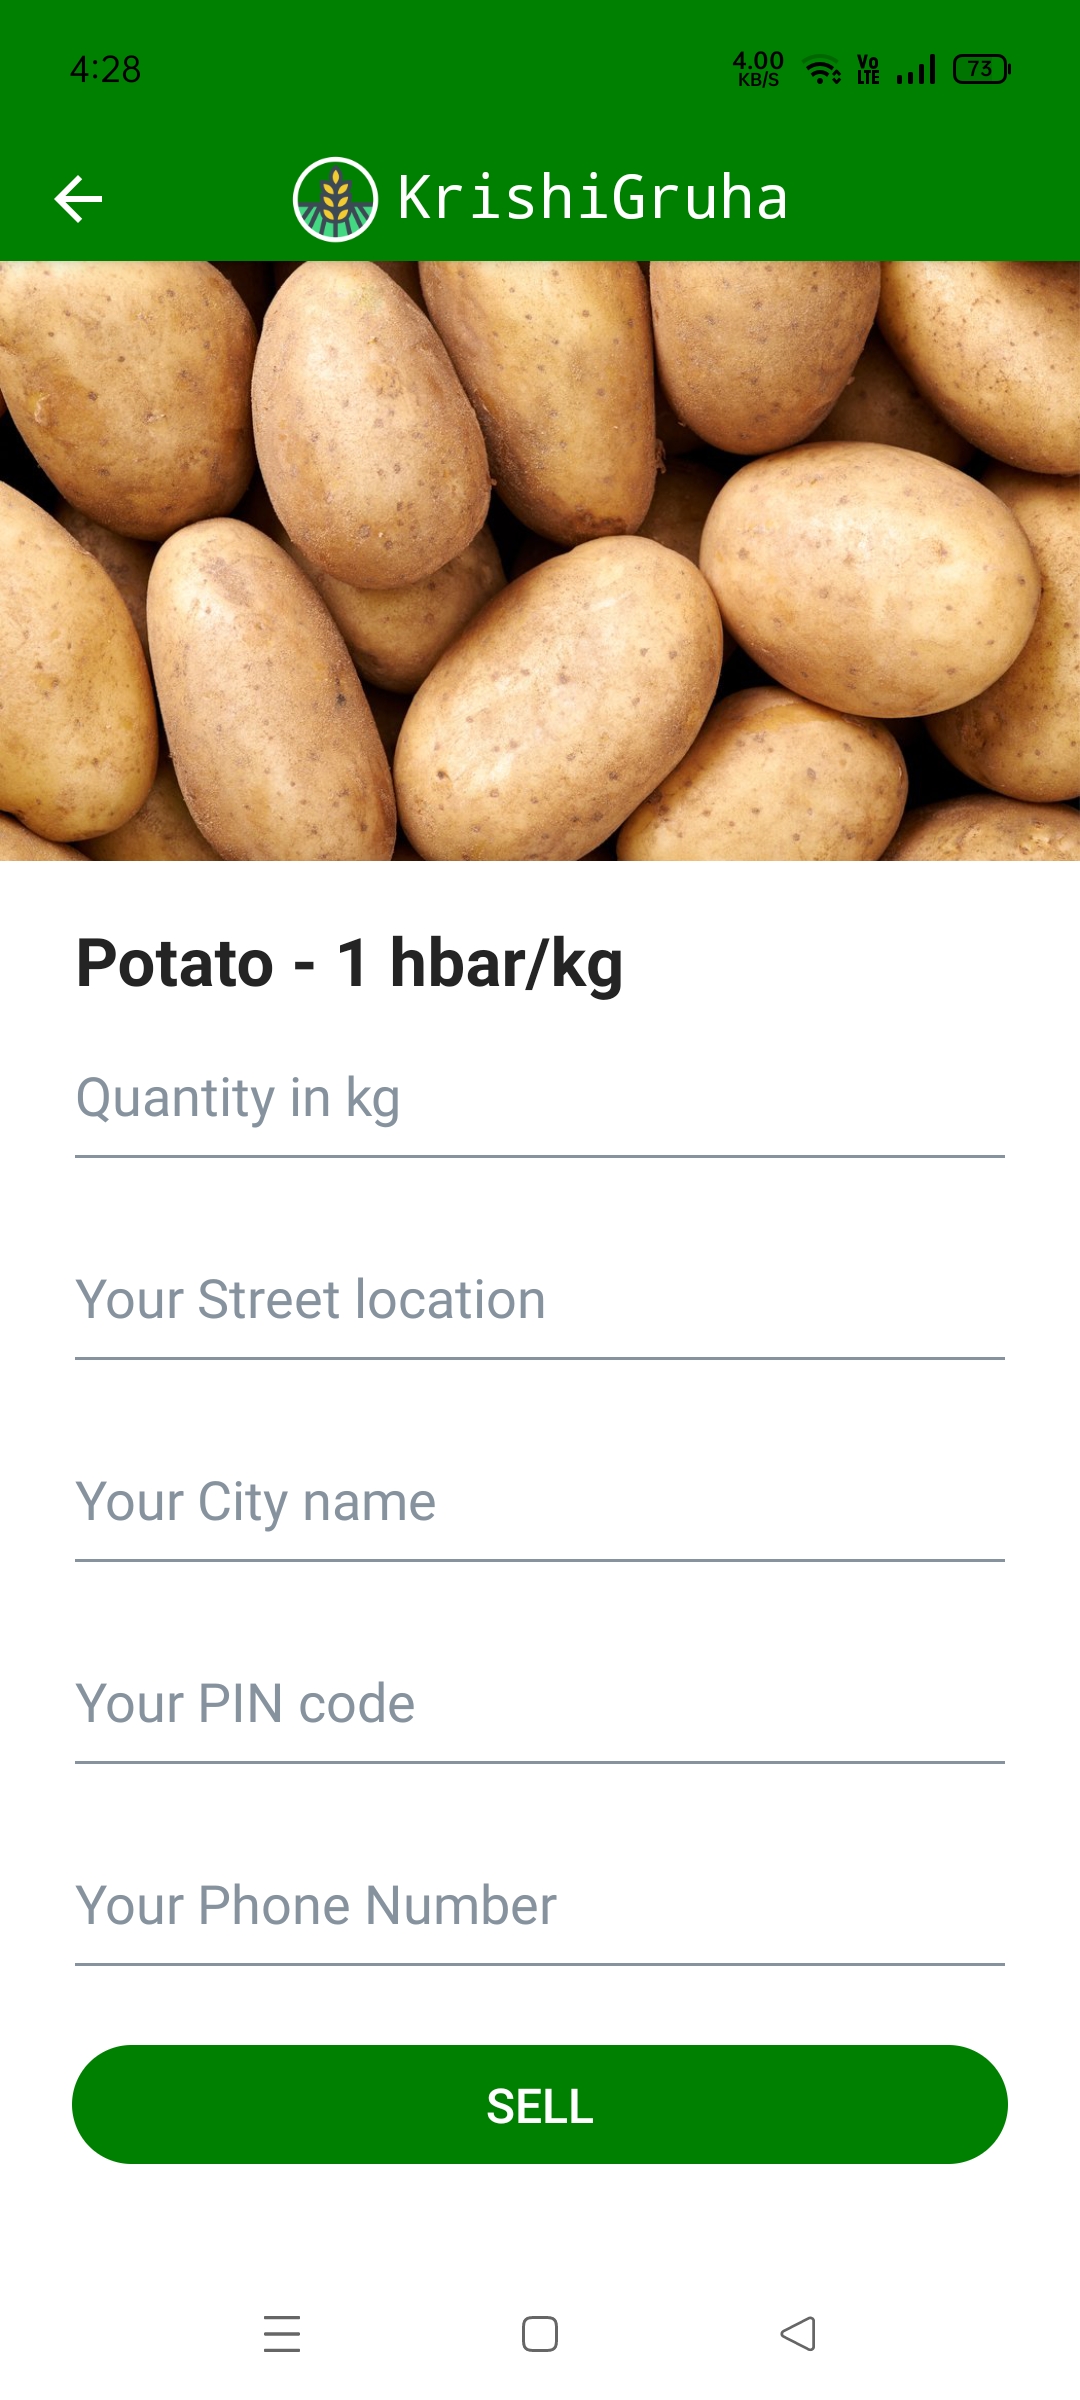 4:28
4.00
KB/S
Vo
LTE
73
KrishiGruha
Potato - 1 hbar/kg
Quantity in kg
Your Street location
Your City name
Your PIN code
Your Phone Number
SELL